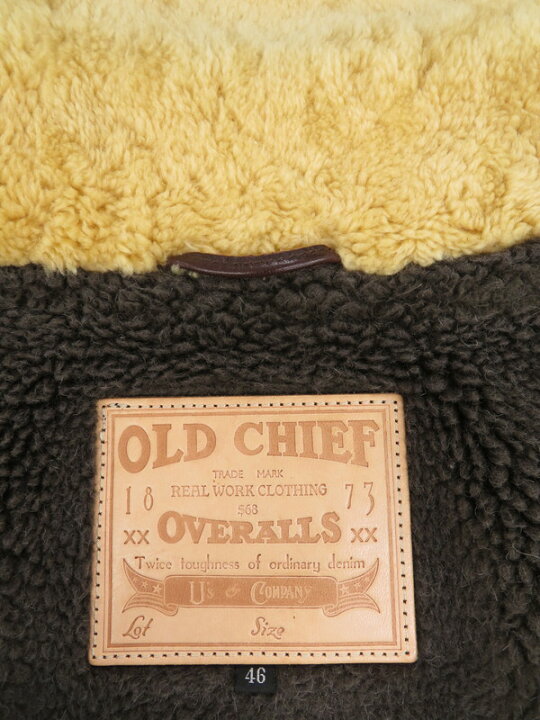 OLD CHIEF
TRADE MARK
REAL WORK CLOTHING
18 73
S68
XX OVERALLS XX
Twice toughness of ordinary denim
U's & COMPANY
Lot Size
46